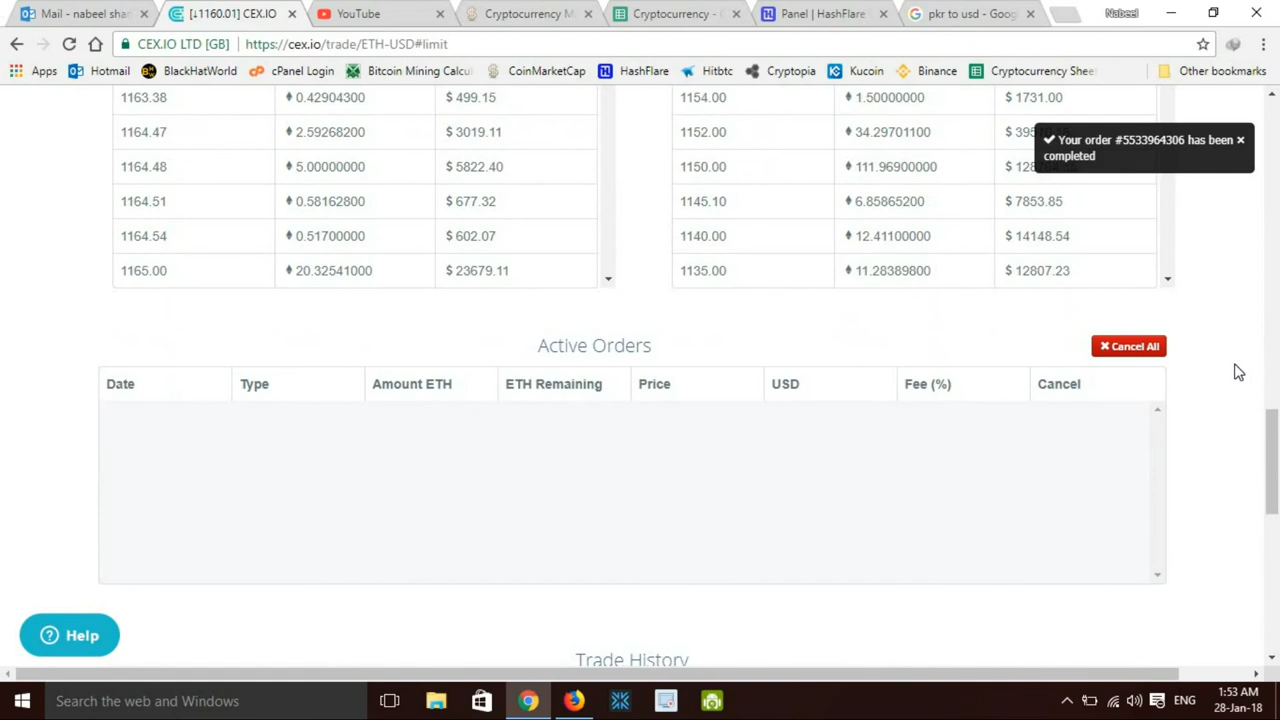 Mail - nabeel shan
[↓1160.01] CEX.IO
YouTube
Cryptocurrency M
Cryptocurrency - G
Panel | HashFlare
pkr to usd - Goog
Nabeel
CEX.IO LTD [GB]
https://cex.io/trade/ETH-USD#limit
Apps
Hotmail
BlackHatWorld
cPanel Login
Bitcoin Mining Calcu
CoinMarketCap
HashFlare
Hitbtc
Cryptopia
Kucoin
Binance
Cryptocurrency Shee
Other bookmarks
1163.38 0.42904300 $ 499.15
1164.47 2.59268200 $ 3019.11
1164.48 5.00000000 $ 5822.40
1164.51 0.58162800 $ 677.32
1164.54 0.51700000 $ 602.07
1165.00 20.32541000 $ 23679.11
1154.00 1.50000000 $ 1731.00
1152.00 34.29701100
1150.00 111.96900000
1145.10 6.85865200 $ 7853.85
1140.00 12.41100000 $ 14148.54
1135.00 11.28389800 $ 12807.23
Your order #5533964306 has been
completed
Active Orders
Cancel All
Date Type Amount ETH ETH Remaining Price USD Fee (%) Cancel
Help
Trade History
Search the web and Windows
ENG
1:53 AM
28-Jan-18